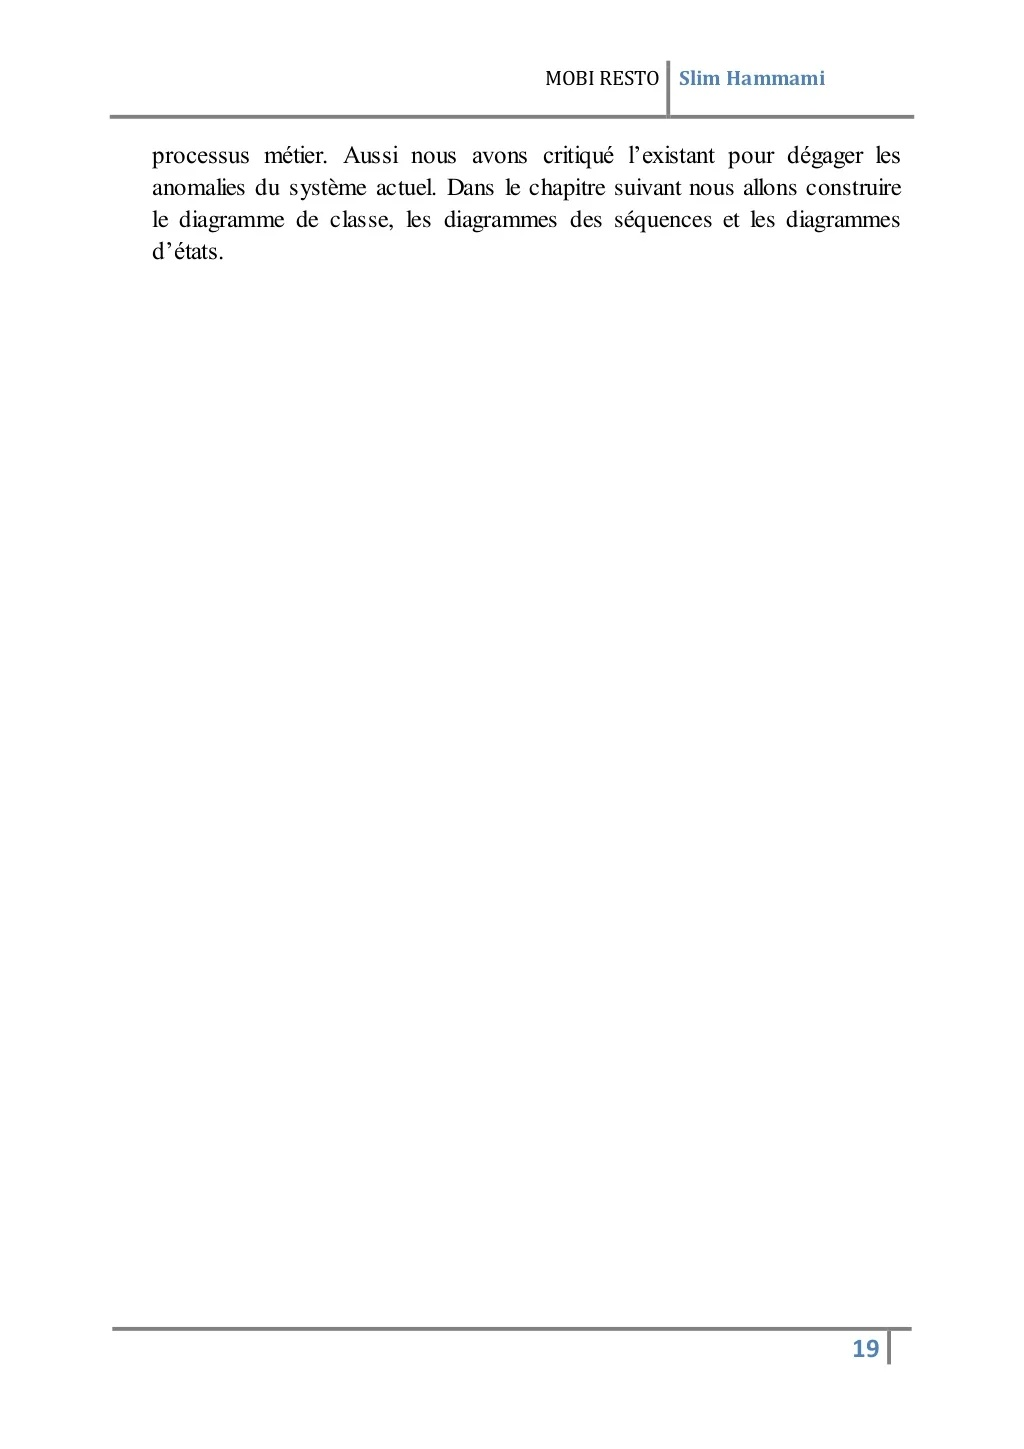 MOBI RESTO Slim Hammami
processus métier. Aussi nous avons critiqué l’existant pour dégager les
anomalies du système actuel. Dans le chapitre suivant nous allons construire
le diagramme de classe, les diagrammes des séquences et les diagrammes
d’états.
19